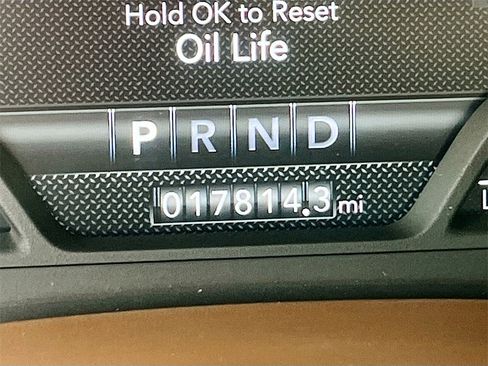 Hold OK to Reset
Oil Life
P R N D
017814.3 mi